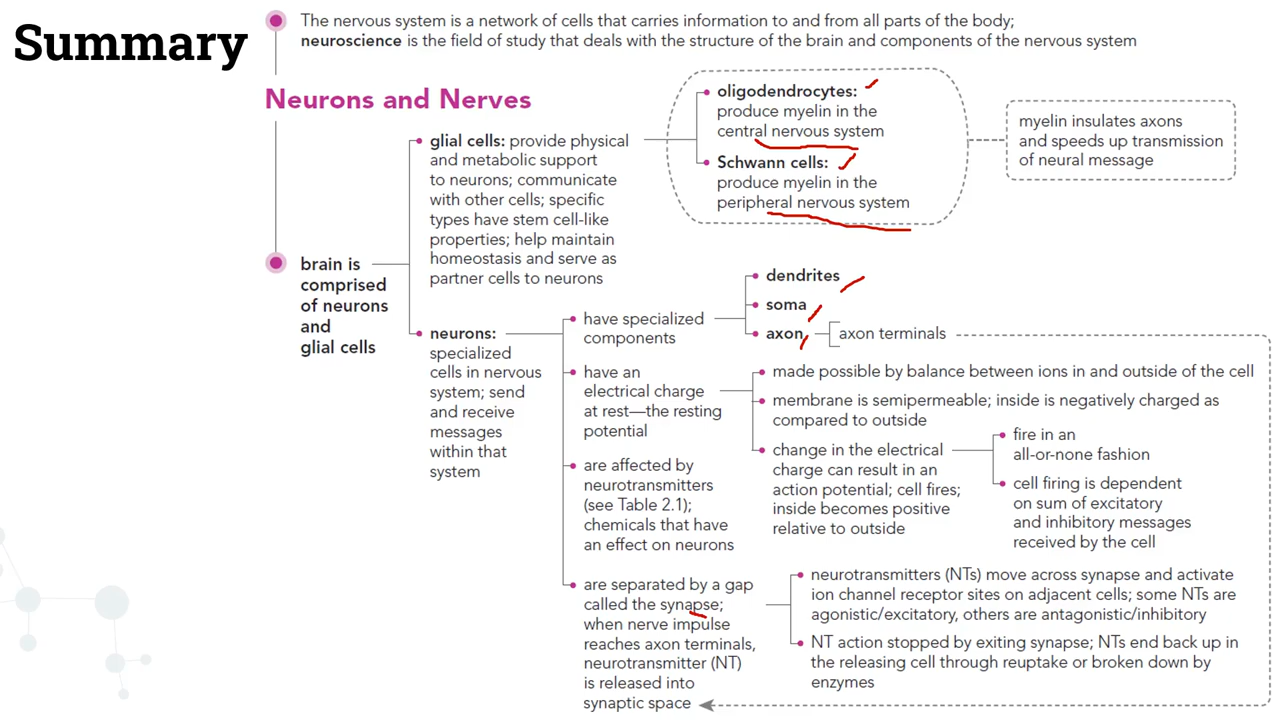 Summary
The nervous system is a network of cells that carries information to and from all parts of the body;
neuroscience is the field of study that deals with the structure of the brain and components of the nervous system
Neurons and Nerves
oligodendrocytes:
produce myelin in the
central nervous system
Schwann cells:
produce myelin in the
peripheral nervous system
myelin insulates axons
and speeds up transmission
of neural message
glial cells: provide physical
and metabolic support
to neurons; communicate
with other cells; specific
types have stem cell-like
properties; help maintain
homeostasis and serve as
partner cells to neurons
brain is
comprised
of neurons
and
glial cells
neurons:
specialized
cells in nervous
system; send
and receive
messages
within that
system
have specialized
components
dendrites
soma
axon
axon terminals
have an
electrical charge
at rest—the resting
potential
made possible by balance between ions in and outside of the cell
membrane is semipermeable; inside is negatively charged as
compared to outside
change in the electrical
charge can result in an
action potential; cell fires;
inside becomes positive
relative to outside
fire in an
all-or-none fashion
cell firing is dependent
on sum of excitatory
and inhibitory messages
received by the cell
are affected by
neurotransmitters
(see Table 2.1);
chemicals that have
an effect on neurons
are separated by a gap
called the synapse;
when nerve impulse
reaches axon terminals,
neurotransmitter (NT)
is released into
synaptic space
neurotransmitters (NTs) move across synapse and activate
ion channel receptor sites on adjacent cells; some NTs are
agonistic/excitatory, others are antagonistic/inhibitory
NT action stopped by exiting synapse; NTs end back up in
the releasing cell through reuptake or broken down by
enzymes